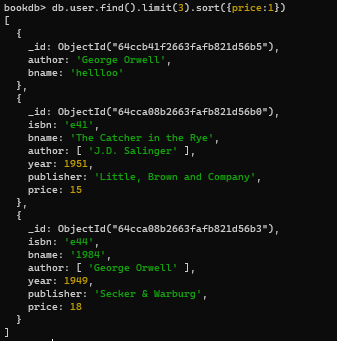 bookdb> db.user.find().limit(3).sort({price:1})
[
  {
    _id: ObjectId("64ccb41f2663fafb821d56b5"),
    author: 'George Orwell',
    bname: 'hellloo'
  },
  {
    _id: ObjectId("64cca08b2663fafb821d56b0"),
    isbn: 'e41',
    bname: 'The Catcher in the Rye',
    author: [ 'J.D. Salinger' ],
    year: 1951,
    publisher: 'Little, Brown and Company',
    price: 15
  },
  {
    _id: ObjectId("64cca08b2663fafb821d56b3"),
    isbn: 'e44',
    bname: '1984',
    author: [ 'George Orwell' ],
    year: 1949,
    publisher: 'Secker & Warburg',
    price: 18
  }
]